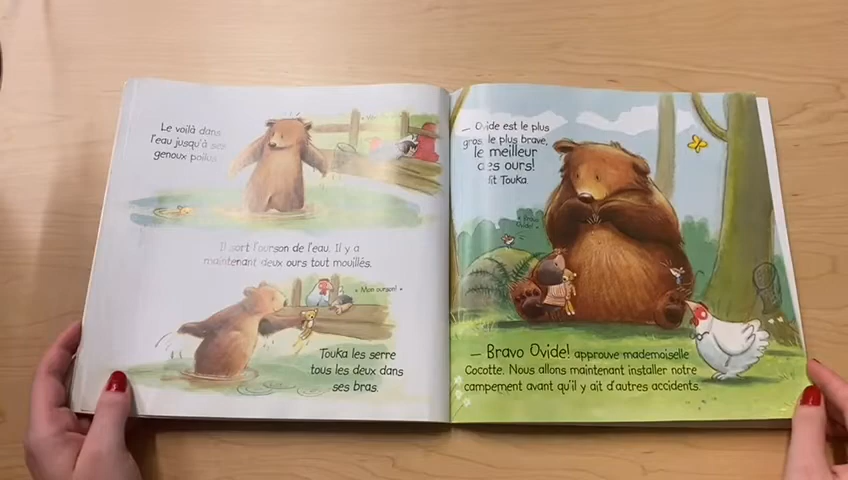 Le voilà dans
l'eau jusqu'à ses
genoux poilus.
Il sort l'ourson de l'eau. Il y a
maintenant deux ours tout mouillés.
« Mon ourson! »
Touka les serre
tous les deux dans
ses bras.
— Ovide est le plus
gros, le plus brave,
le meilleur
des ours!
dit Touka.
« Bravo
Ovide! »
— Bravo Ovide! approuve mademoiselle
Cocotte. Nous allons maintenant installer notre
campement avant qu'il y ait d'autres accidents.